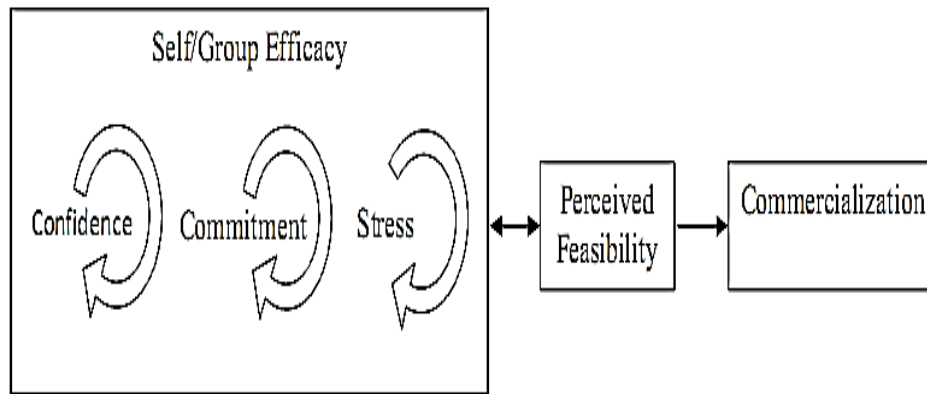 Self/Group Efficacy
Confidence
Commitment
Stress
Perceived
Feasibility
Commercialization